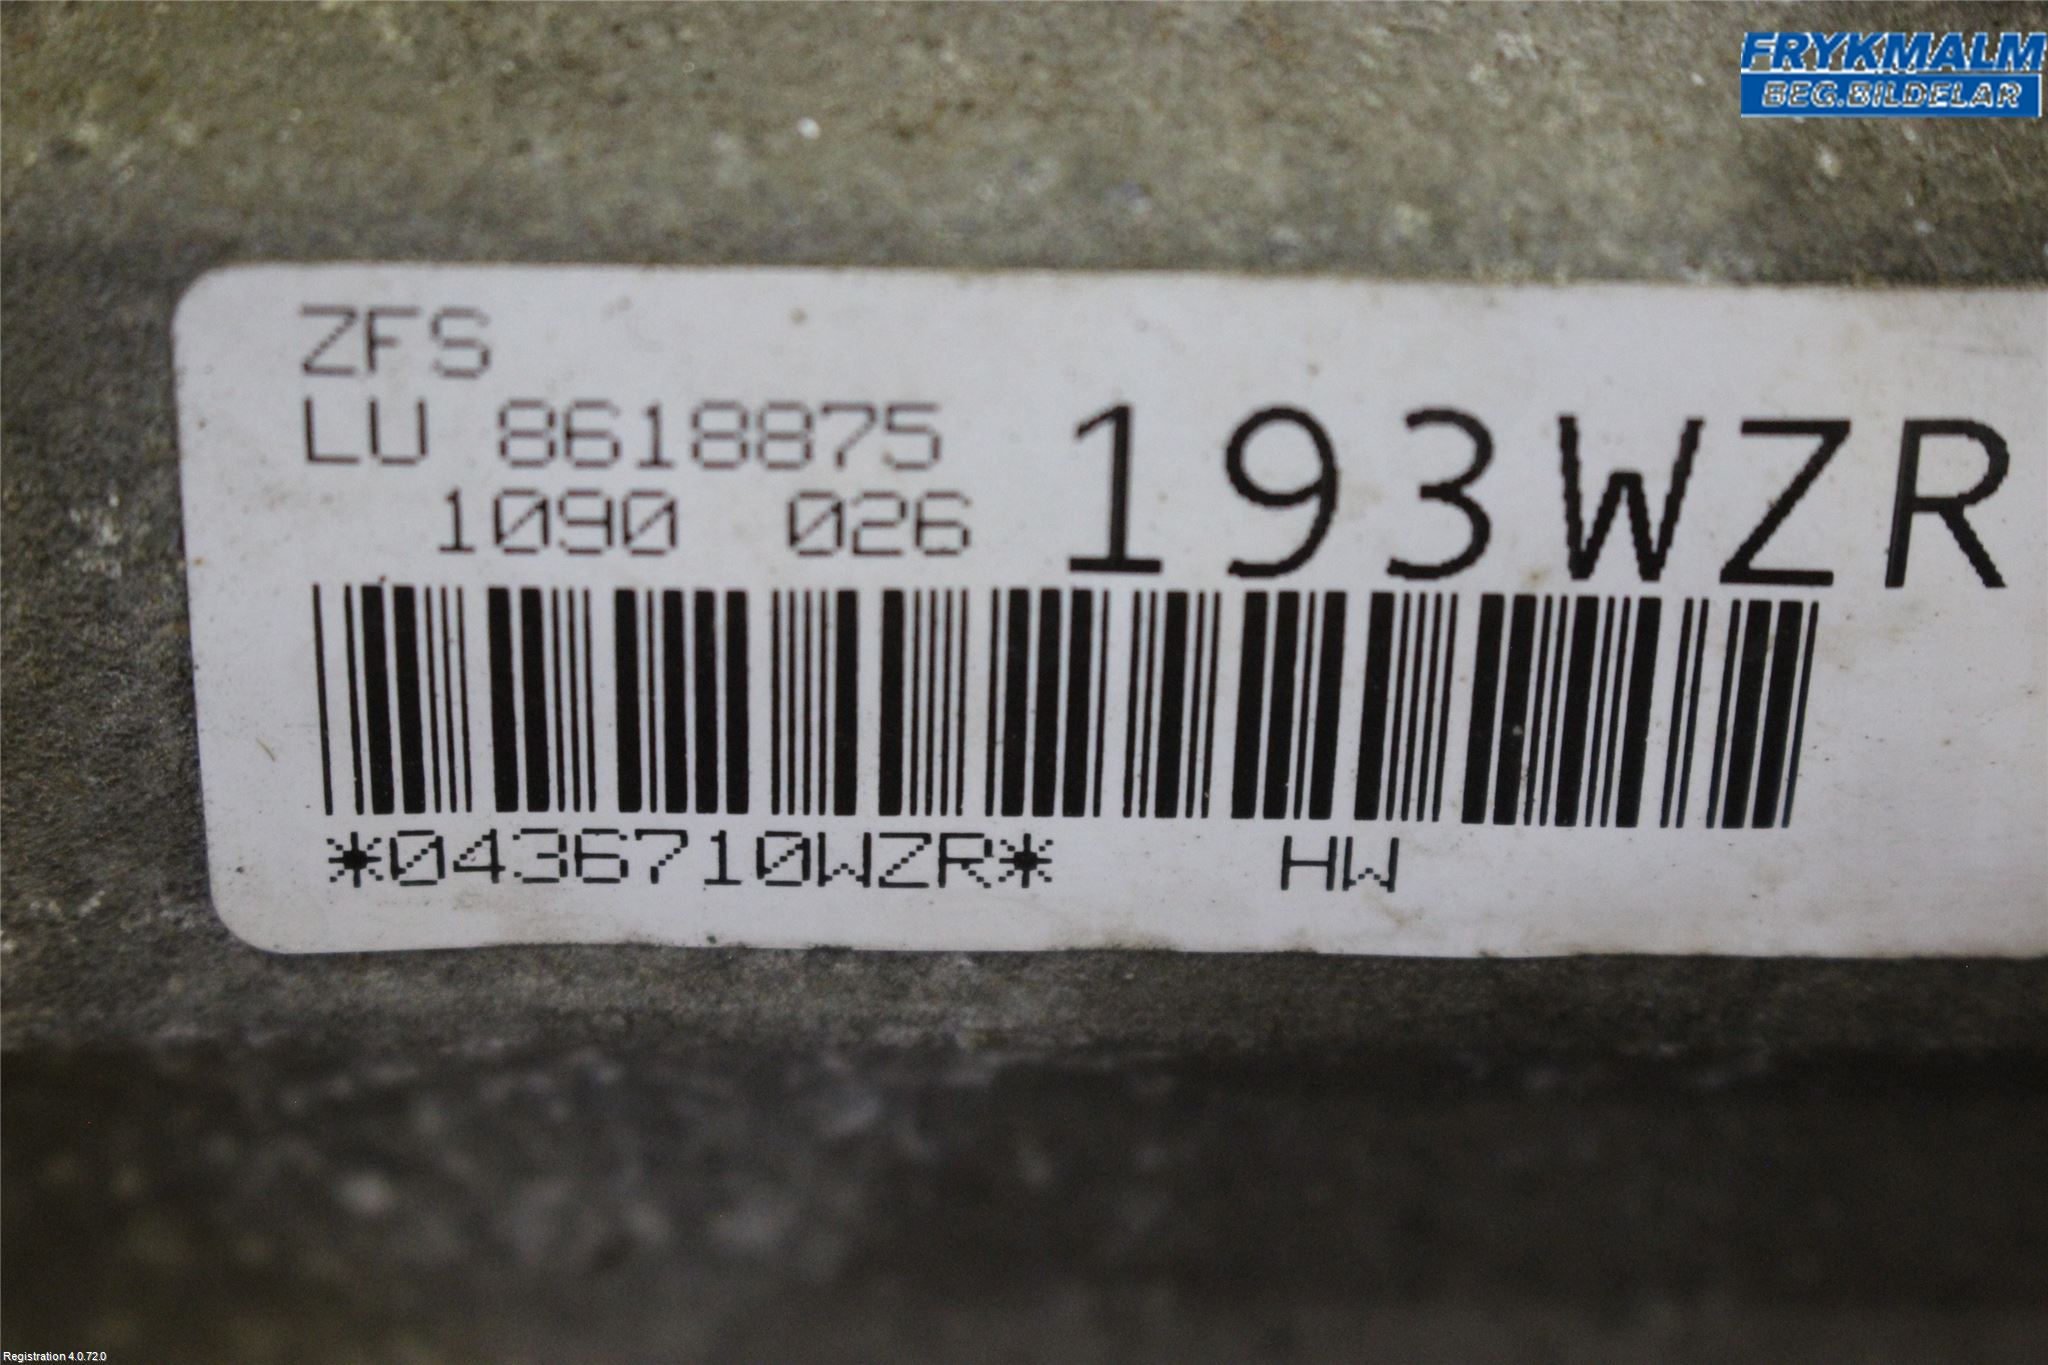 FRYKMALM
BEG.BILDELAR
ZFS
LU 8618875
1090 026
193WZR
*0436710WZR* HW
Registration 4.0.72.0